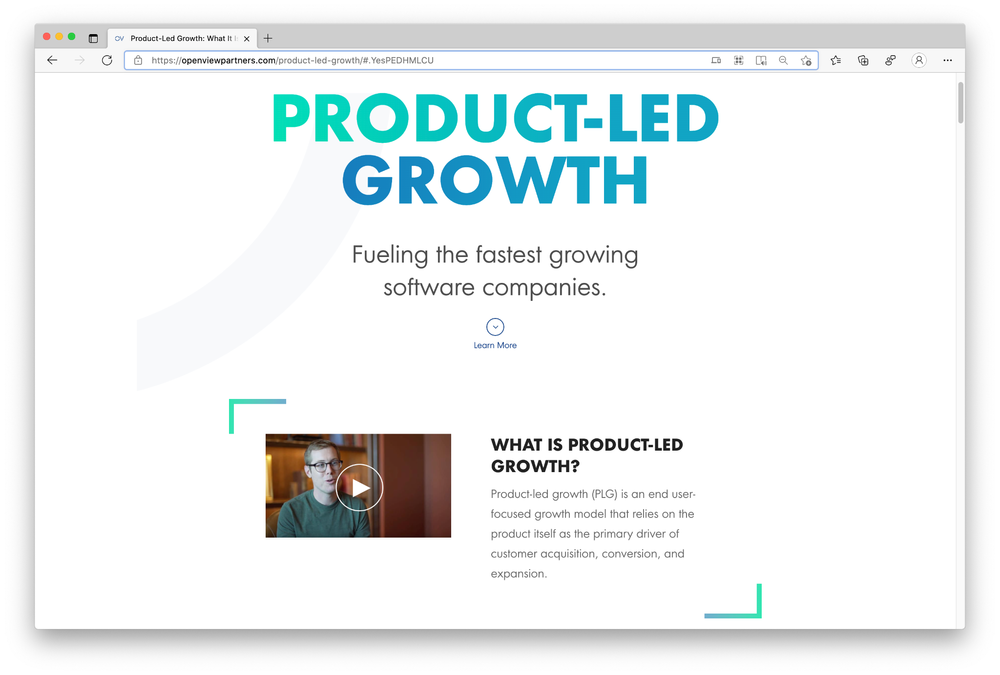 OV Product-Led Growth: What It Is
https://openviewpartners.com/product-led-growth/#.YesPEDHMLCU
PRODUCT-LED
GROWTH
Fueling the fastest growing
software companies.
Learn More
WHAT IS PRODUCT-LED
GROWTH?
Product-led growth (PLG) is an end user-
focused growth model that relies on the
product itself as the primary driver of
customer acquisition, conversion, and
expansion.